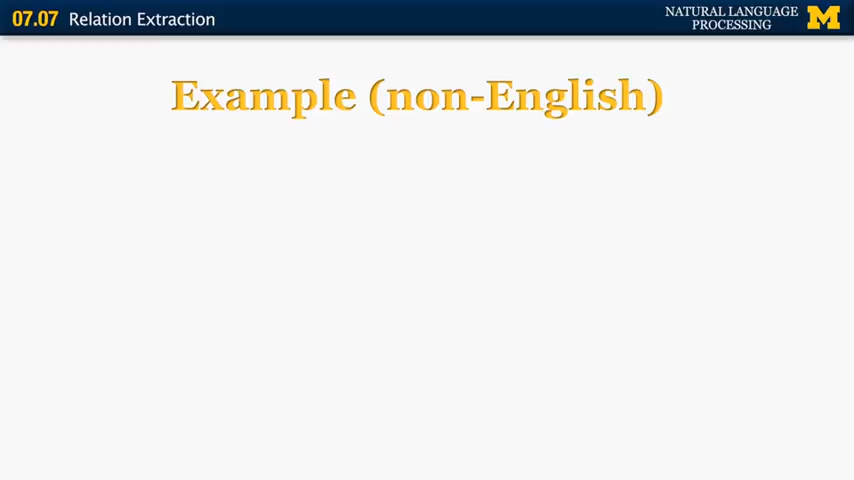 07.07 Relation Extraction
NATURAL LANGUAGE
PROCESSING
M
Example (non-English)